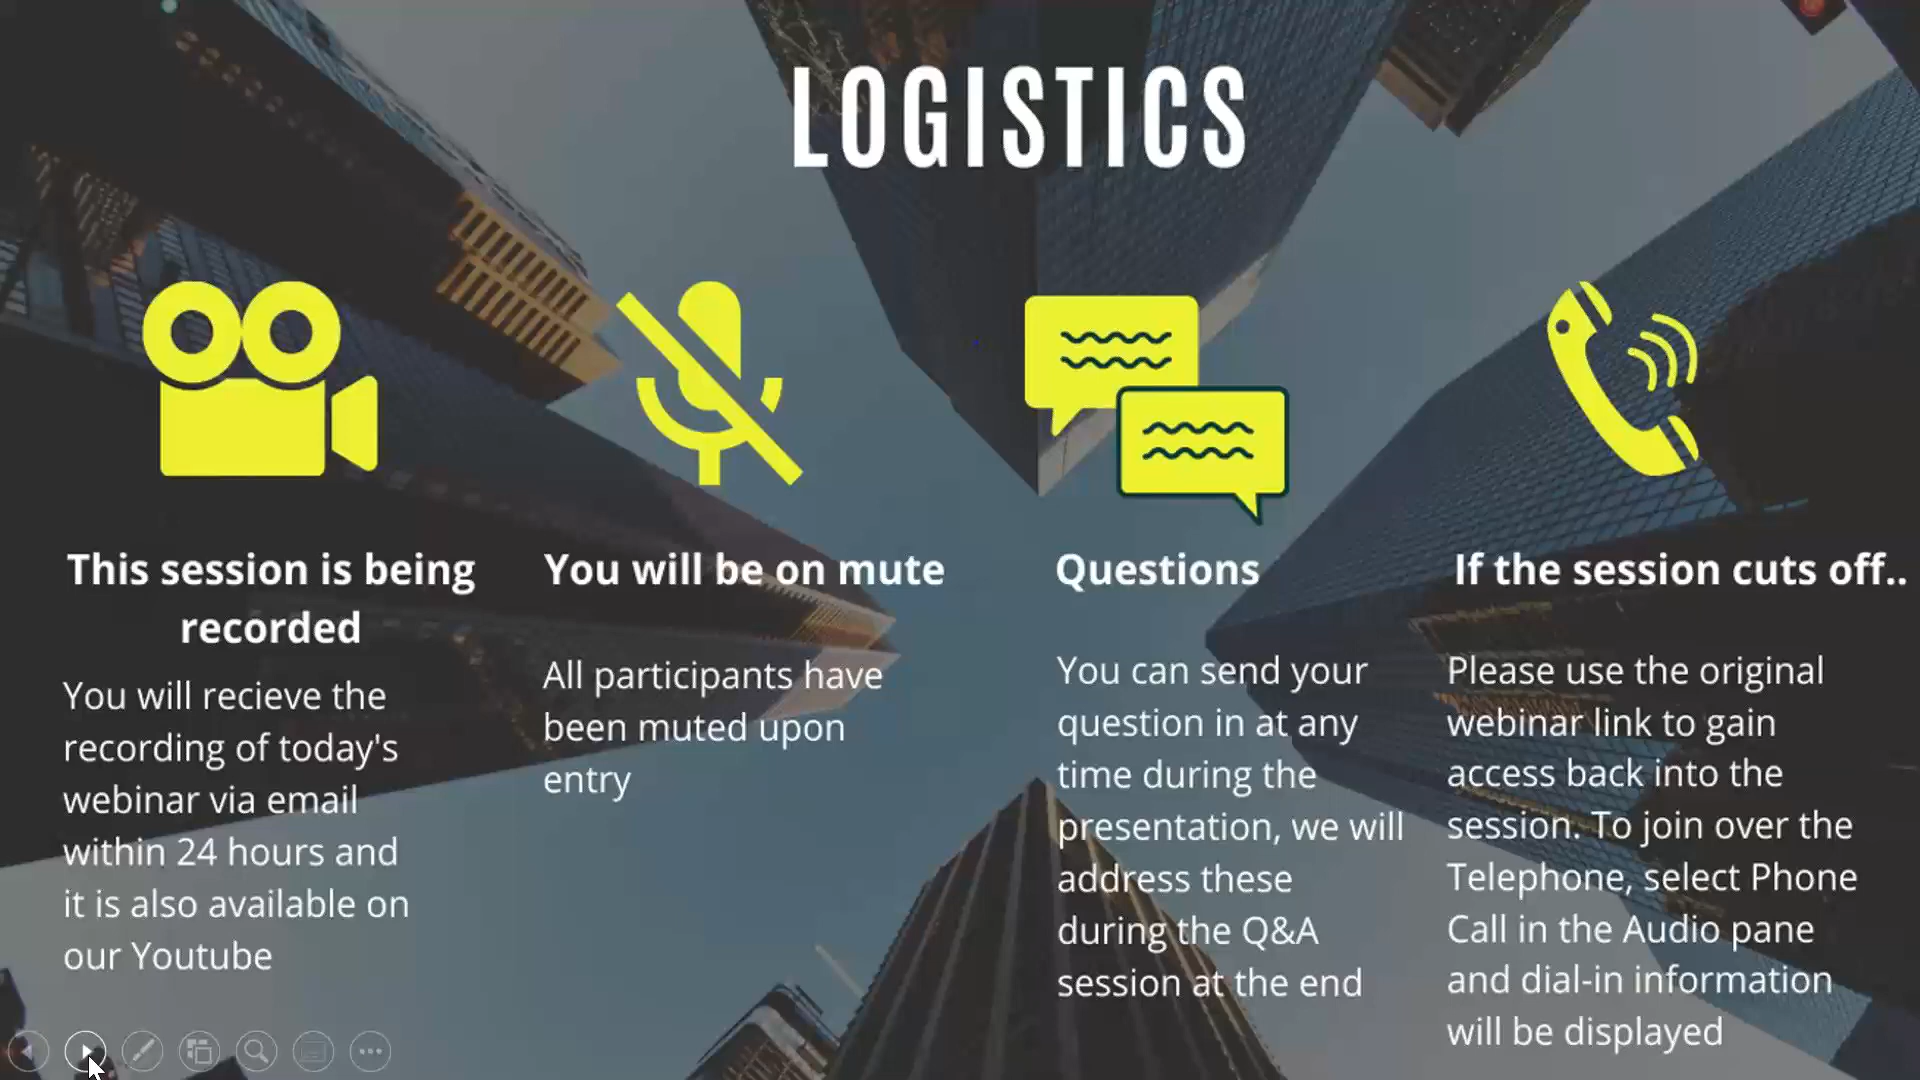 LOGISTICS
This session is being
recorded
You will recieve the
recording of today's
webinar via email
within 24 hours and
it is also available on
our Youtube
You will be on mute
All participants have
been muted upon
entry
Questions
You can send your
question in at any
time during the
presentation, we will
address these
during the Q&A
session at the end
If the session cuts off..
Please use the original
webinar link to gain
access back into the
session. To join over the
Telephone, select Phone
Call in the Audio pane
and dial-in information
will be displayed